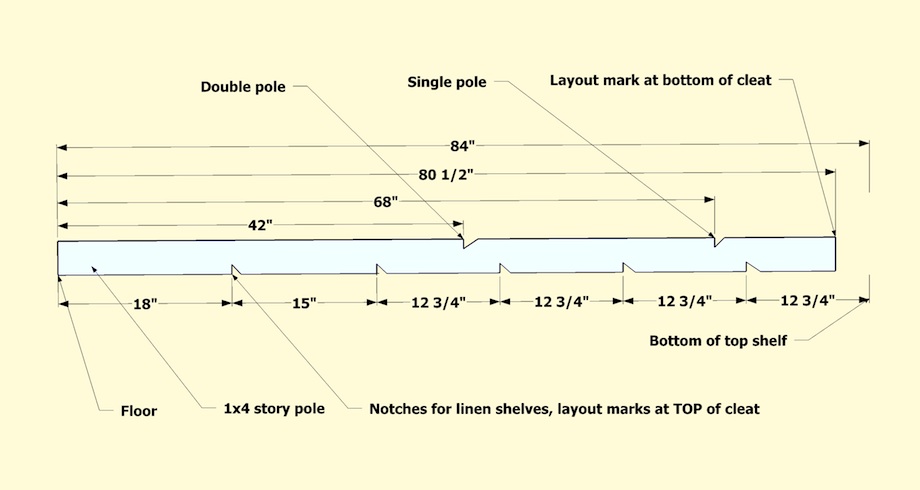 Double pole
Single pole
Layout mark at bottom of cleat
84"
80 1/2"
68"
42"
18"
15"
12 3/4"
12 3/4"
12 3/4"
12 3/4"
Bottom of top shelf
Floor
1x4 story pole
Notches for linen shelves, layout marks at TOP of cleat